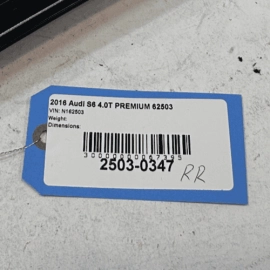 2016 Audi S6 4.0T PREMIUM 62503
VIN: N162503
Weight:
Dimensions:
2503-0347
RR